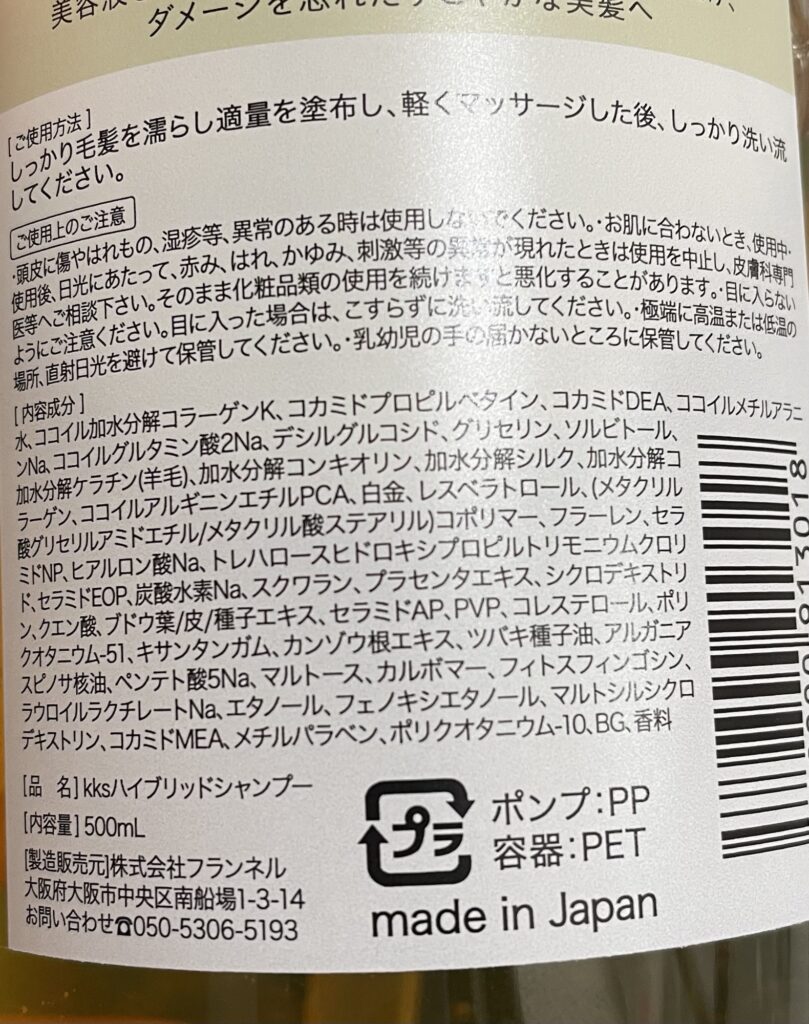 美容液
ダメージを忘れたすこやかな美髪へ
[ご使用方法]
しっかり毛髪を濡らし適量を塗布し、軽くマッサージした後、しっかり洗い流
してください。
ご使用上のご注意
・頭皮に傷やはれもの、湿疹等、異常のある時は使用しないでください。・お肌に合わないとき、使用中・
使用後、日光にあたって、赤み、はれ、かゆみ、刺激等の異常が現れたときは使用を中止し、皮膚科専門
医等へご相談下さい。そのまま化粧品類の使用を続けますと悪化することがあります。・目に入らない
ようにご注意ください。目に入った場合は、こすらずに洗い流してください。・極端に高温または低温の
場所、直射日光を避けて保管してください。・乳幼児の手の届かないところに保管してください。
[内容成分]
水、ココイル加水分解コラーゲンK、コカミドプロピルベタイン、コカミドDEA、ココイルメチルアラニ
ンNa、ココイルグルタミン酸2Na、デシルグルコシド、グリセリン、ソルビトール、
加水分解ケラチン(羊毛)、加水分解コンキオリン、加水分解シルク、加水分解コ
ラーゲン、ココイルアルギニンエチルPCA、白金、レスベラトロール、(メタクリル
酸グリセリルアミドエチル/メタクリル酸ステアリル)コポリマー、フラーレン、セラ
ミドNP、ヒアルロン酸Na、トレハロースヒドロキシプロピルトリモニウムクロリ
ド、セラミドEOP、炭酸水素Na、スクワラン、プラセンタエキス、シクロデキストリ
ン、クエン酸、ブドウ葉/皮/種子エキス、セラミドAP、PVP、コレステロール、ポリ
クオタニウム-51、キサンタンガム、カンゾウ根エキス、ツバキ種子油、アルガニア
スピノサ核油、ペンテト酸5Na、マルトース、カルボマー、フィトスフィンゴシン、
ラウロイルラクチレートNa、エタノール、フェノキシエタノール、マルトシルシクロ
デキストリン、コカミドMEA、メチルパラベン、ポリクオタニウム-10、BG、香料
[品 名]kksハイブリッドシャンプー
[内容量]500mL
[製造販売元]株式会社フランネル
大阪府大阪市中央区南船場1-3-14
お問い合わせ☎050-5306-5193
プラ
ポンプ:PP
容器:PET
made in Japan